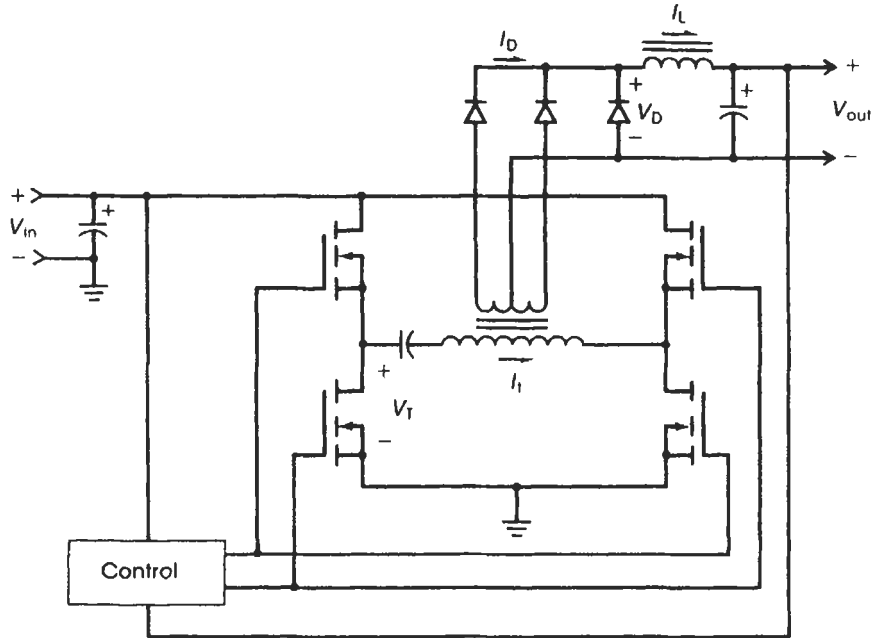 I_D
I_L
+
+
V_D
−
+
V_out
−
+
V_in
−
+
+
V_T
−
I_t
Control